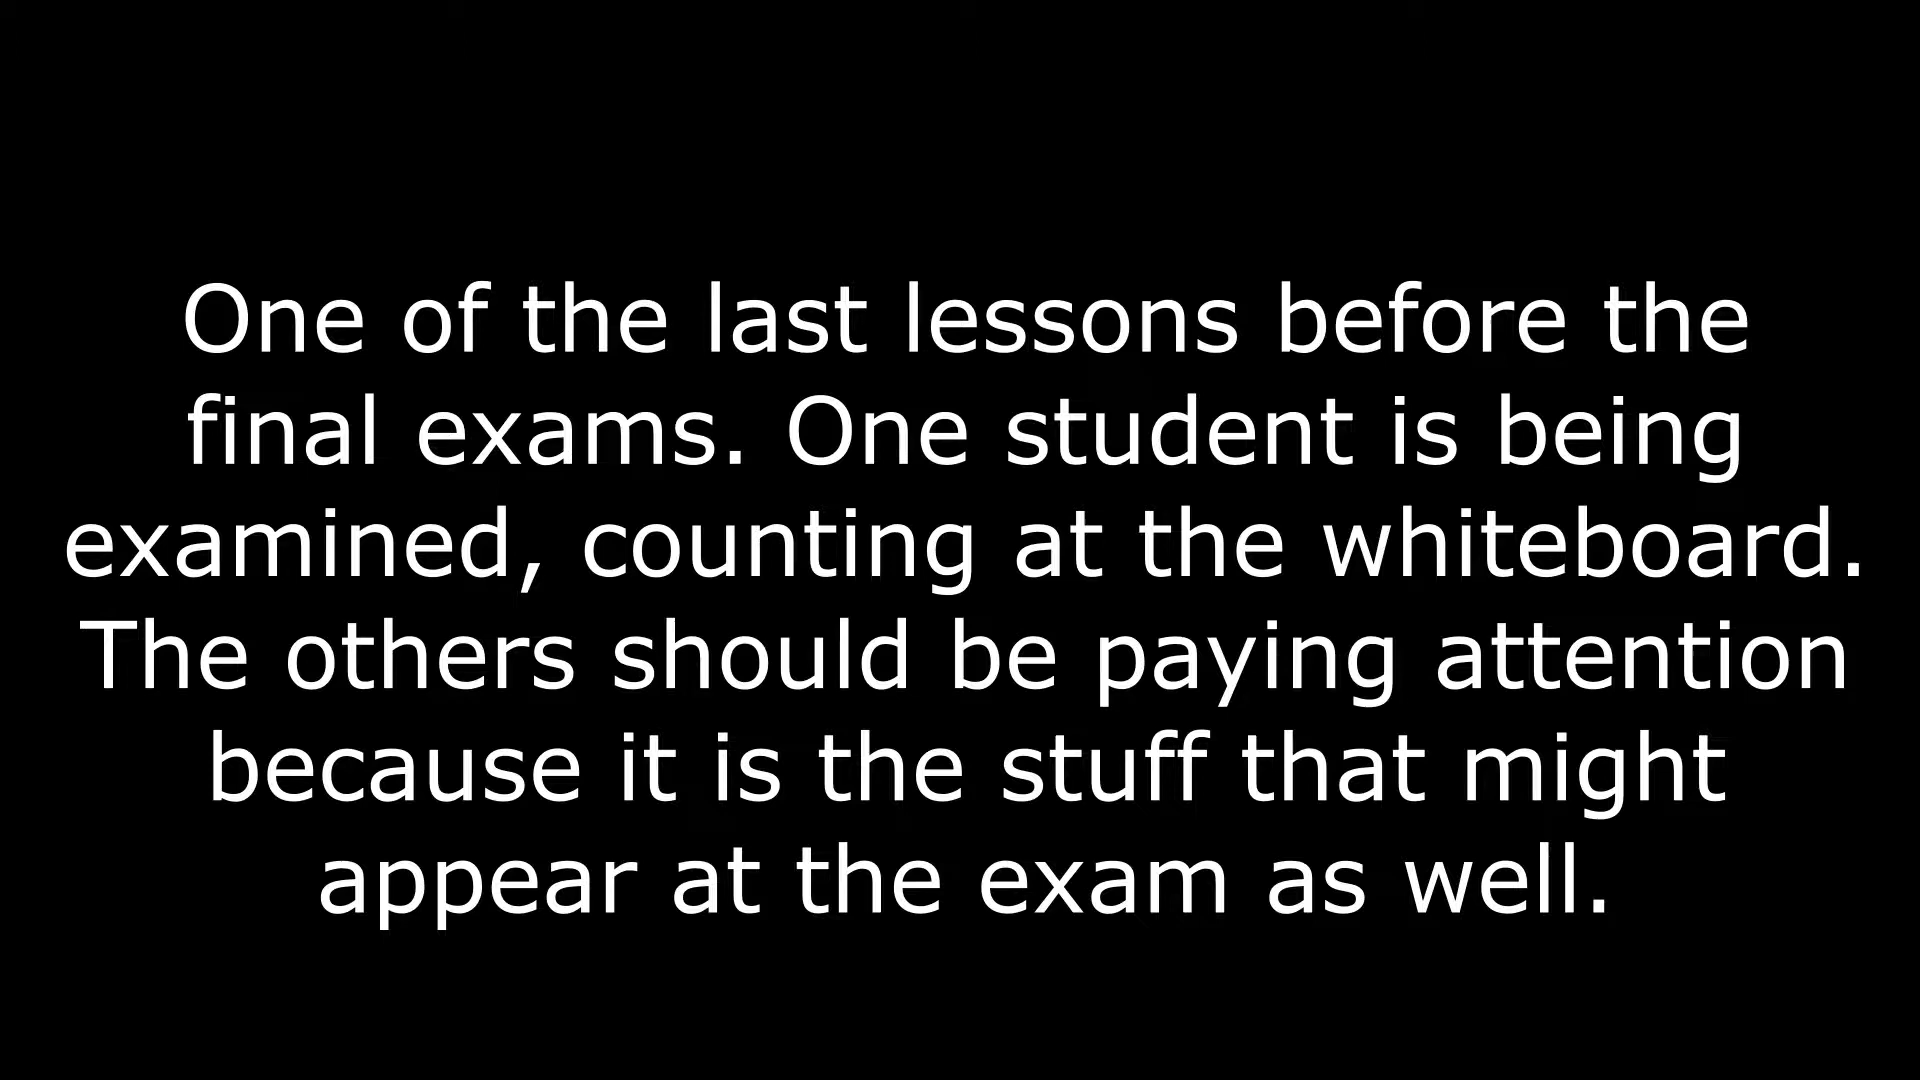 One of the last lessons before the
final exams. One student is being
examined, counting at the whiteboard.
The others should be paying attention
because it is the stuff that might
appear at the exam as well.